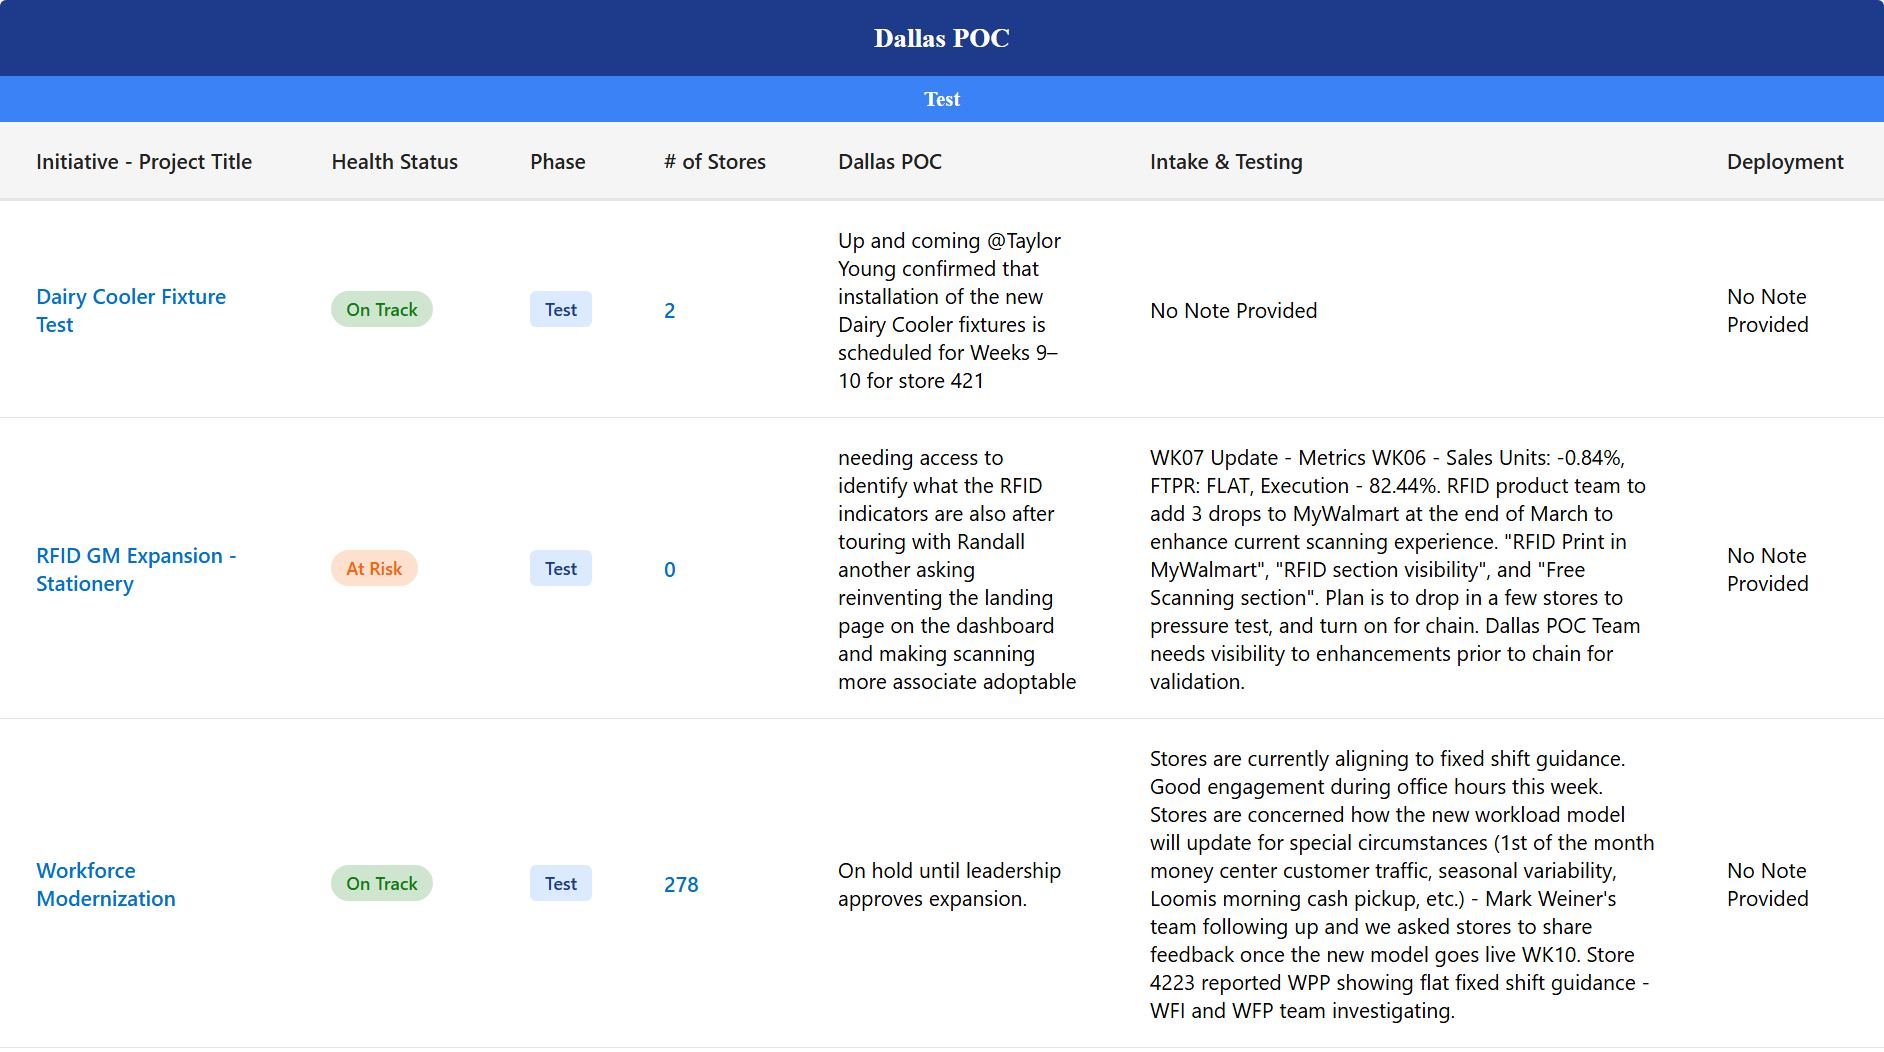 Dallas POC
Test
Initiative - Project Title
Health Status
Phase
# of Stores
Dallas POC
Intake & Testing
Deployment
Dairy Cooler Fixture
Test
On Track
Test
2
Up and coming @Taylor
Young confirmed that
installation of the new
Dairy Cooler fixtures is
scheduled for Weeks 9–
10 for store 421
No Note Provided
No Note
Provided
RFID GM Expansion -
Stationery
At Risk
Test
0
needing access to
identify what the RFID
indicators are also after
touring with Randall
another asking
reinventing the landing
page on the dashboard
and making scanning
more associate adoptable
WK07 Update - Metrics WK06 - Sales Units: -0.84%,
FTPR: FLAT, Execution - 82.44%. RFID product team to
add 3 drops to MyWalmart at the end of March to
enhance current scanning experience. "RFID Print in
MyWalmart", "RFID section visibility", and "Free
Scanning section". Plan is to drop in a few stores to
pressure test, and turn on for chain. Dallas POC Team
needs visibility to enhancements prior to chain for
validation.
No Note
Provided
Workforce
Modernization
On Track
Test
278
On hold until leadership
approves expansion.
Stores are currently aligning to fixed shift guidance.
Good engagement during office hours this week.
Stores are concerned how the new workload model
will update for special circumstances (1st of the month
money center customer traffic, seasonal variability,
Loomis morning cash pickup, etc.) - Mark Weiner's
team following up and we asked stores to share
feedback once the new model goes live WK10. Store
4223 reported WPP showing flat fixed shift guidance -
WFI and WFP team investigating.
No Note
Provided